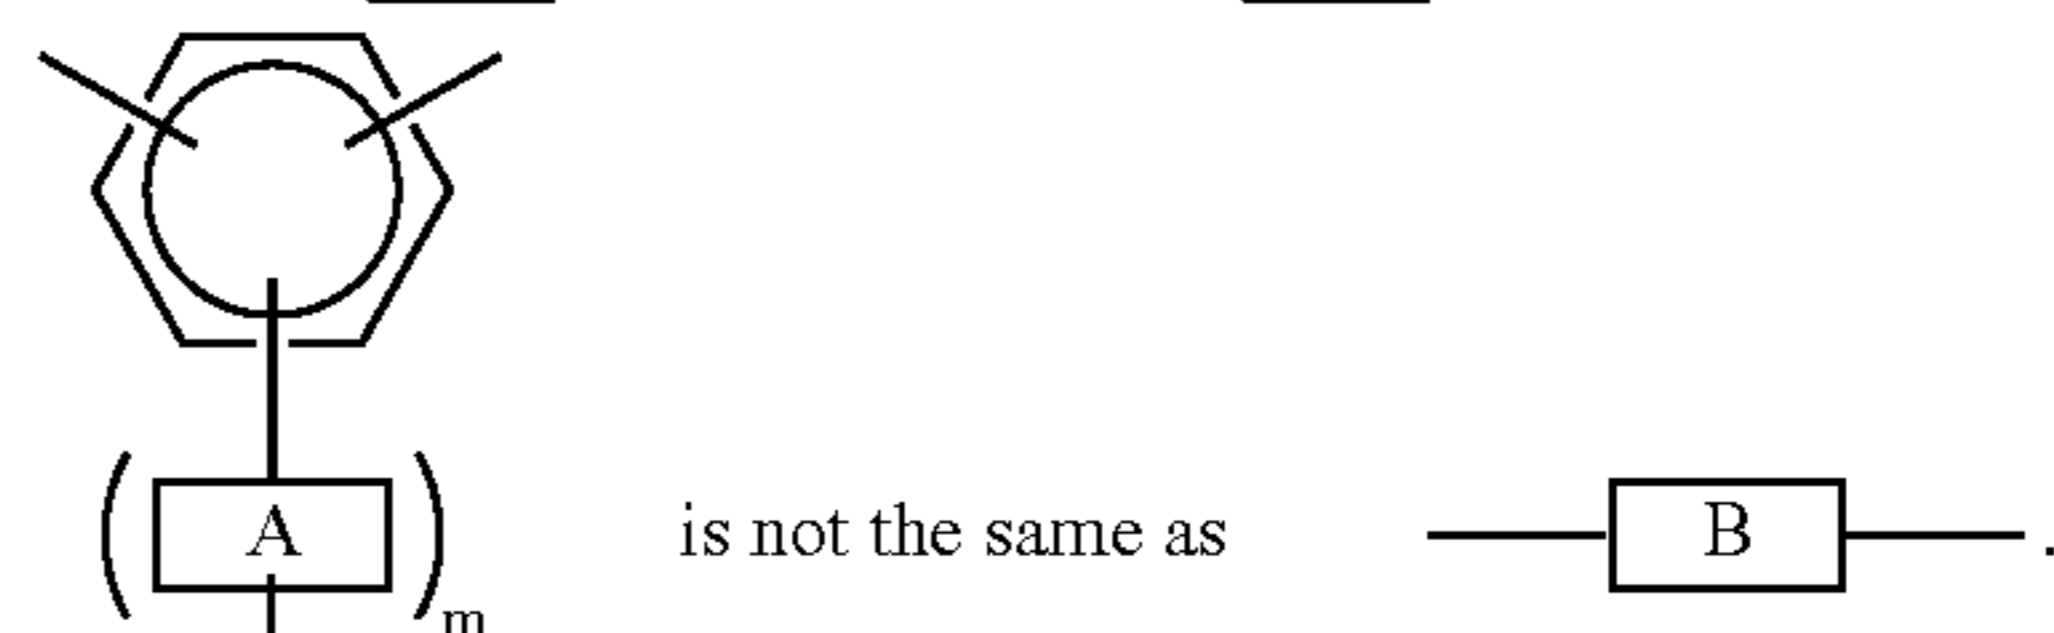 ( A )m is not the same as B .